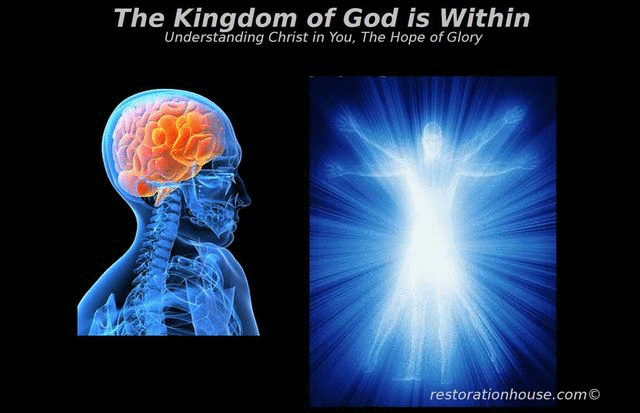 The Kingdom of God is Within
Understanding Christ in You, The Hope of Glory
restorationhouse.com©